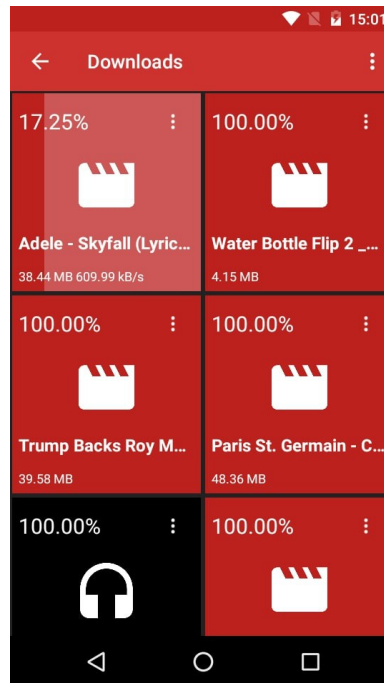 15:01
Downloads
17.25%
100.00%
Adele - Skyfall (Lyric...
Water Bottle Flip 2 _...
38.44 MB 609.99 kB/s
4.15 MB
100.00%
100.00%
Trump Backs Roy M...
Paris St. Germain - C...
39.58 MB
48.36 MB
100.00%
100.00%